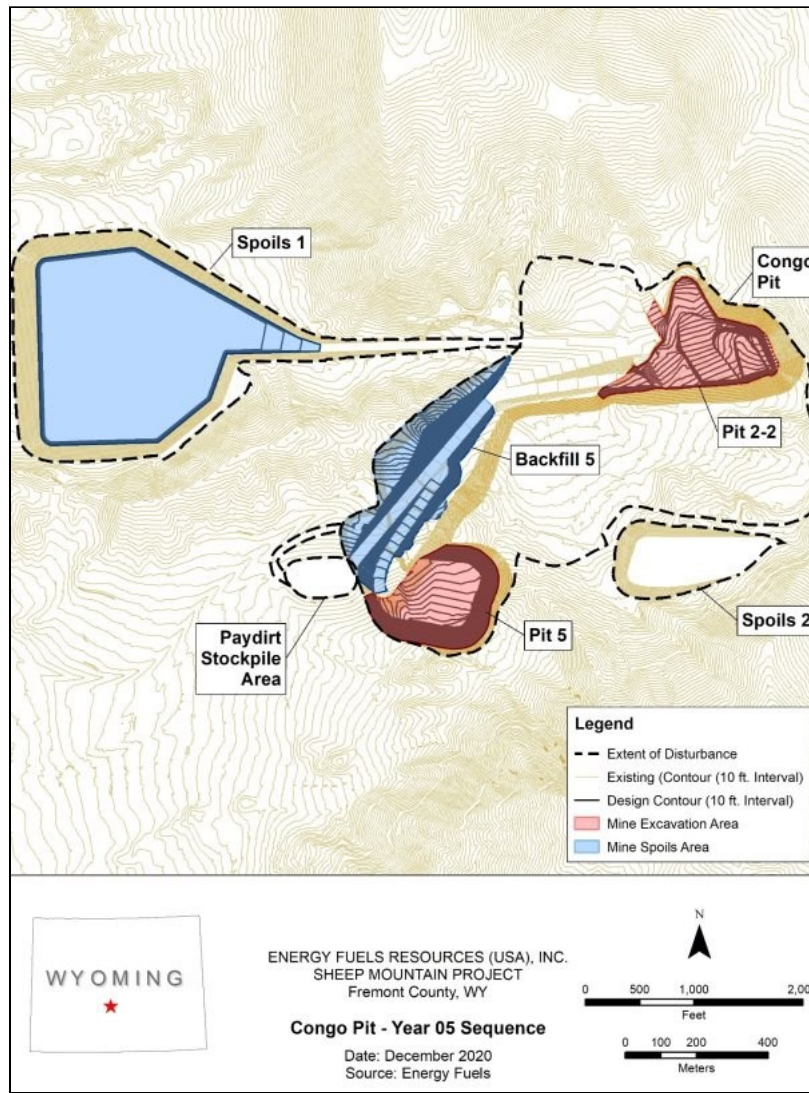 Spoils 1
Congo
Pit
Pit 2-2
Backfill 5
Spoils 2
Pit 5
Paydirt
Stockpile
Area
Legend
Extent of Disturbance
Existing (Contour (10 ft. Interval)
Design Contour (10 ft. Interval)
Mine Excavation Area
Mine Spoils Area
WYOMING
ENERGY FUELS RESOURCES (USA), INC.
SHEEP MOUNTAIN PROJECT
Fremont County, WY
Congo Pit - Year 05 Sequence
Date: December 2020
Source: Energy Fuels
N
0 500 1,000 2,00
Feet
0 100 200 400
Meters